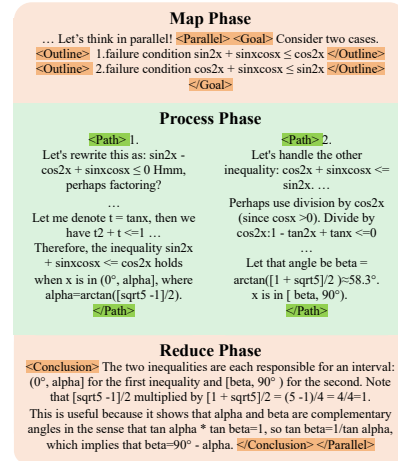 Map Phase
… Let's think in parallel! <Parallel> <Goal> Consider two cases.
<Outline> 1.failure condition sin2x + sinxcosx ≤ cos2x </Outline>
<Outline> 2.failure condition cos2x + sinxcosx ≤ sin2x </Outline>
</Goal>
Process Phase
<Path> 1.
Let's rewrite this as: sin2x -
cos2x + sinxcosx ≤ 0 Hmm,
perhaps factoring?
…
Let me denote t = tanx, then we
have t2 + t <=1 …
Therefore, the inequality sin2x
+ sinxcosx <= cos2x holds
when x is in (0°, alpha], where
alpha=arctan([sqrt5 -1]/2).
</Path>
<Path> 2.
Let's handle the other
inequality: cos2x + sinxcosx <=
sin2x. …
Perhaps use division by cos2x
(since cosx >0). Divide by
cos2x:1 - tan2x + tanx <=0
…
Let that angle be beta =
arctan([1 + sqrt5]/2 )≈58.3°.
x is in [ beta, 90°).
</Path>
Reduce Phase
<Conclusion> The two inequalities are each responsible for an interval:
(0°, alpha] for the first inequality and [beta, 90° ) for the second. Note
that [sqrt5 -1]/2 multiplied by [1 + sqrt5]/2 = (5 -1)/4 = 4/4=1.
This is useful because it shows that alpha and beta are complementary
angles in the sense that tan alpha * tan beta=1, so tan beta=1/tan alpha,
which implies that beta=90° - alpha. </Conclusion> </Parallel>